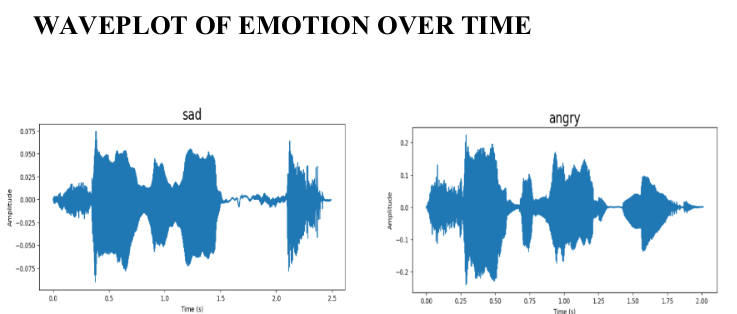 WAVEPLOT OF EMOTION OVER TIME
sad
0.075
0.050
0.025
0.000
−0.025
−0.050
−0.075
Amplitude
0.0 0.5 1.0 1.5 2.0 2.5
Time (s)
angry
0.2
0.1
0.0
−0.1
−0.2
Amplitude
0.00 0.25 0.50 0.75 1.00 1.25 1.50 1.75 2.00
Time (s)